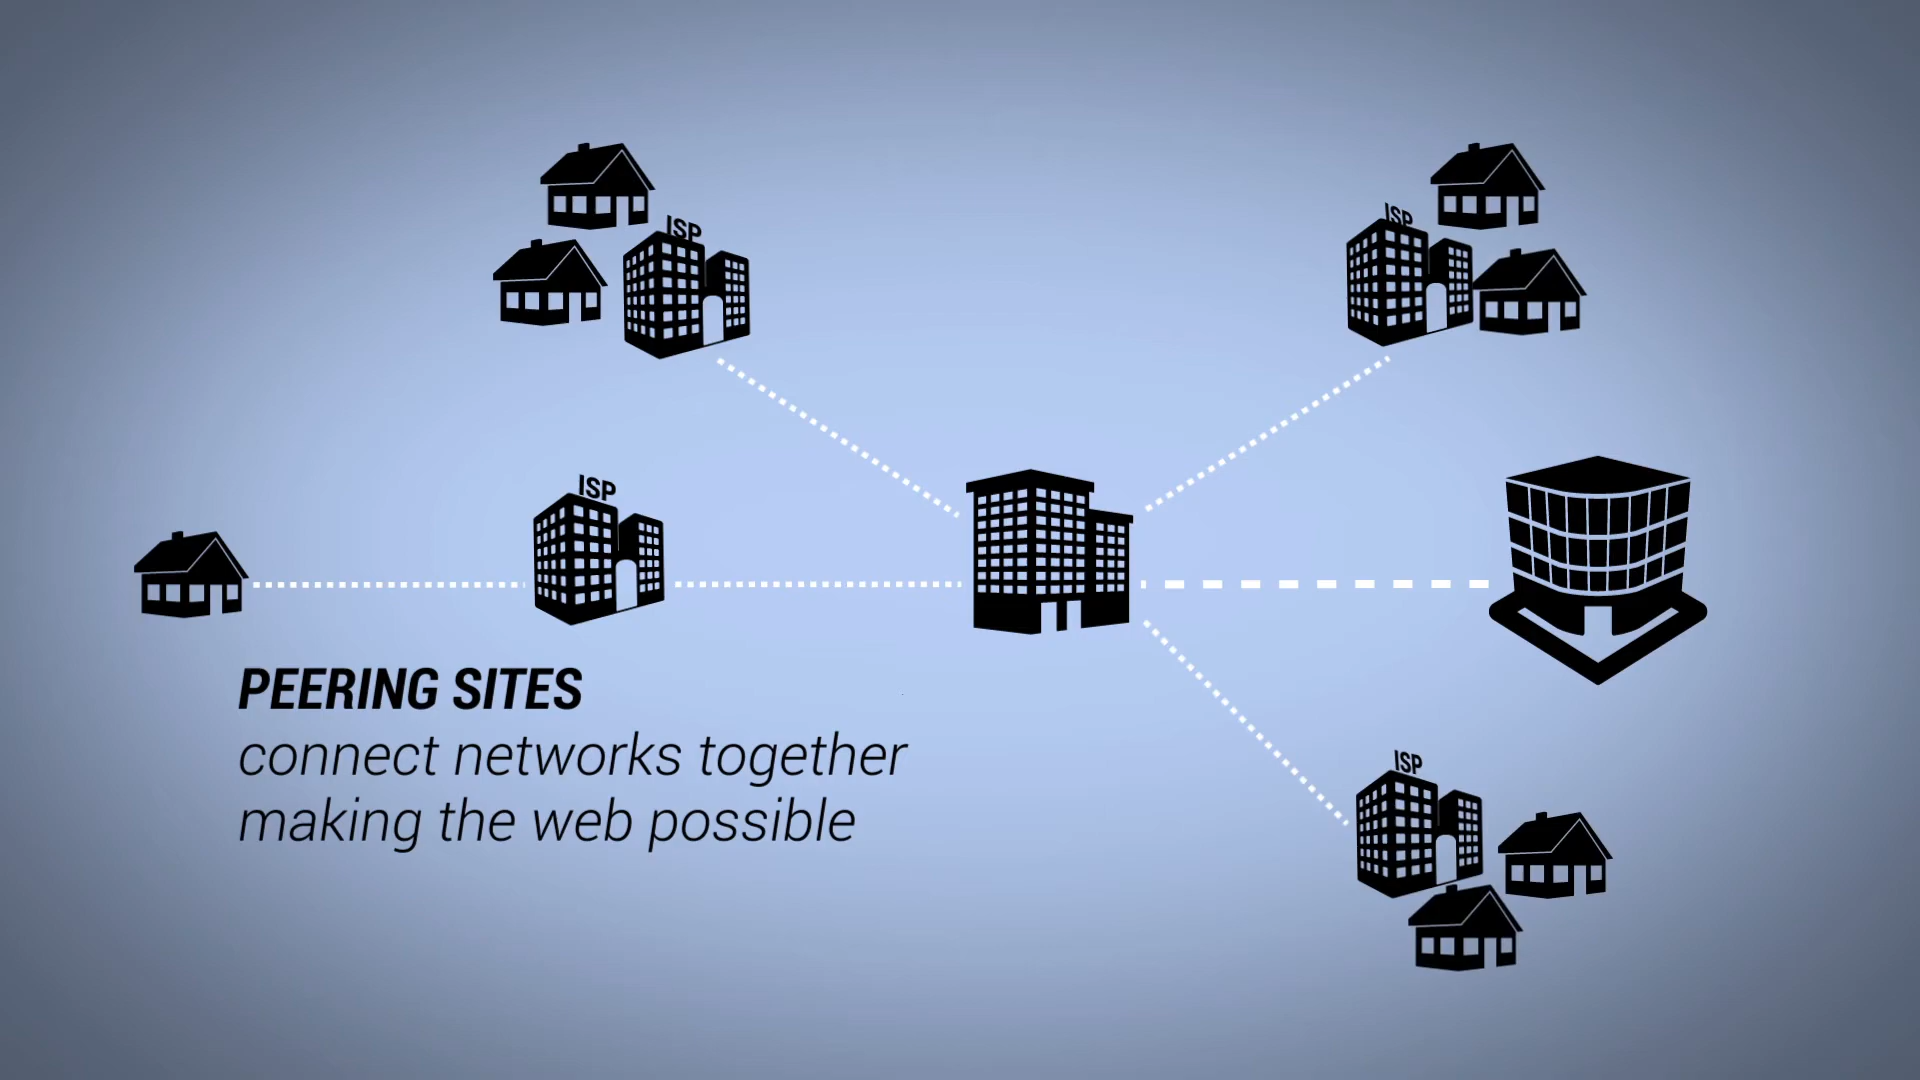 ISP
ISP
ISP
PEERING SITES
connect networks together
making the web possible
ISP